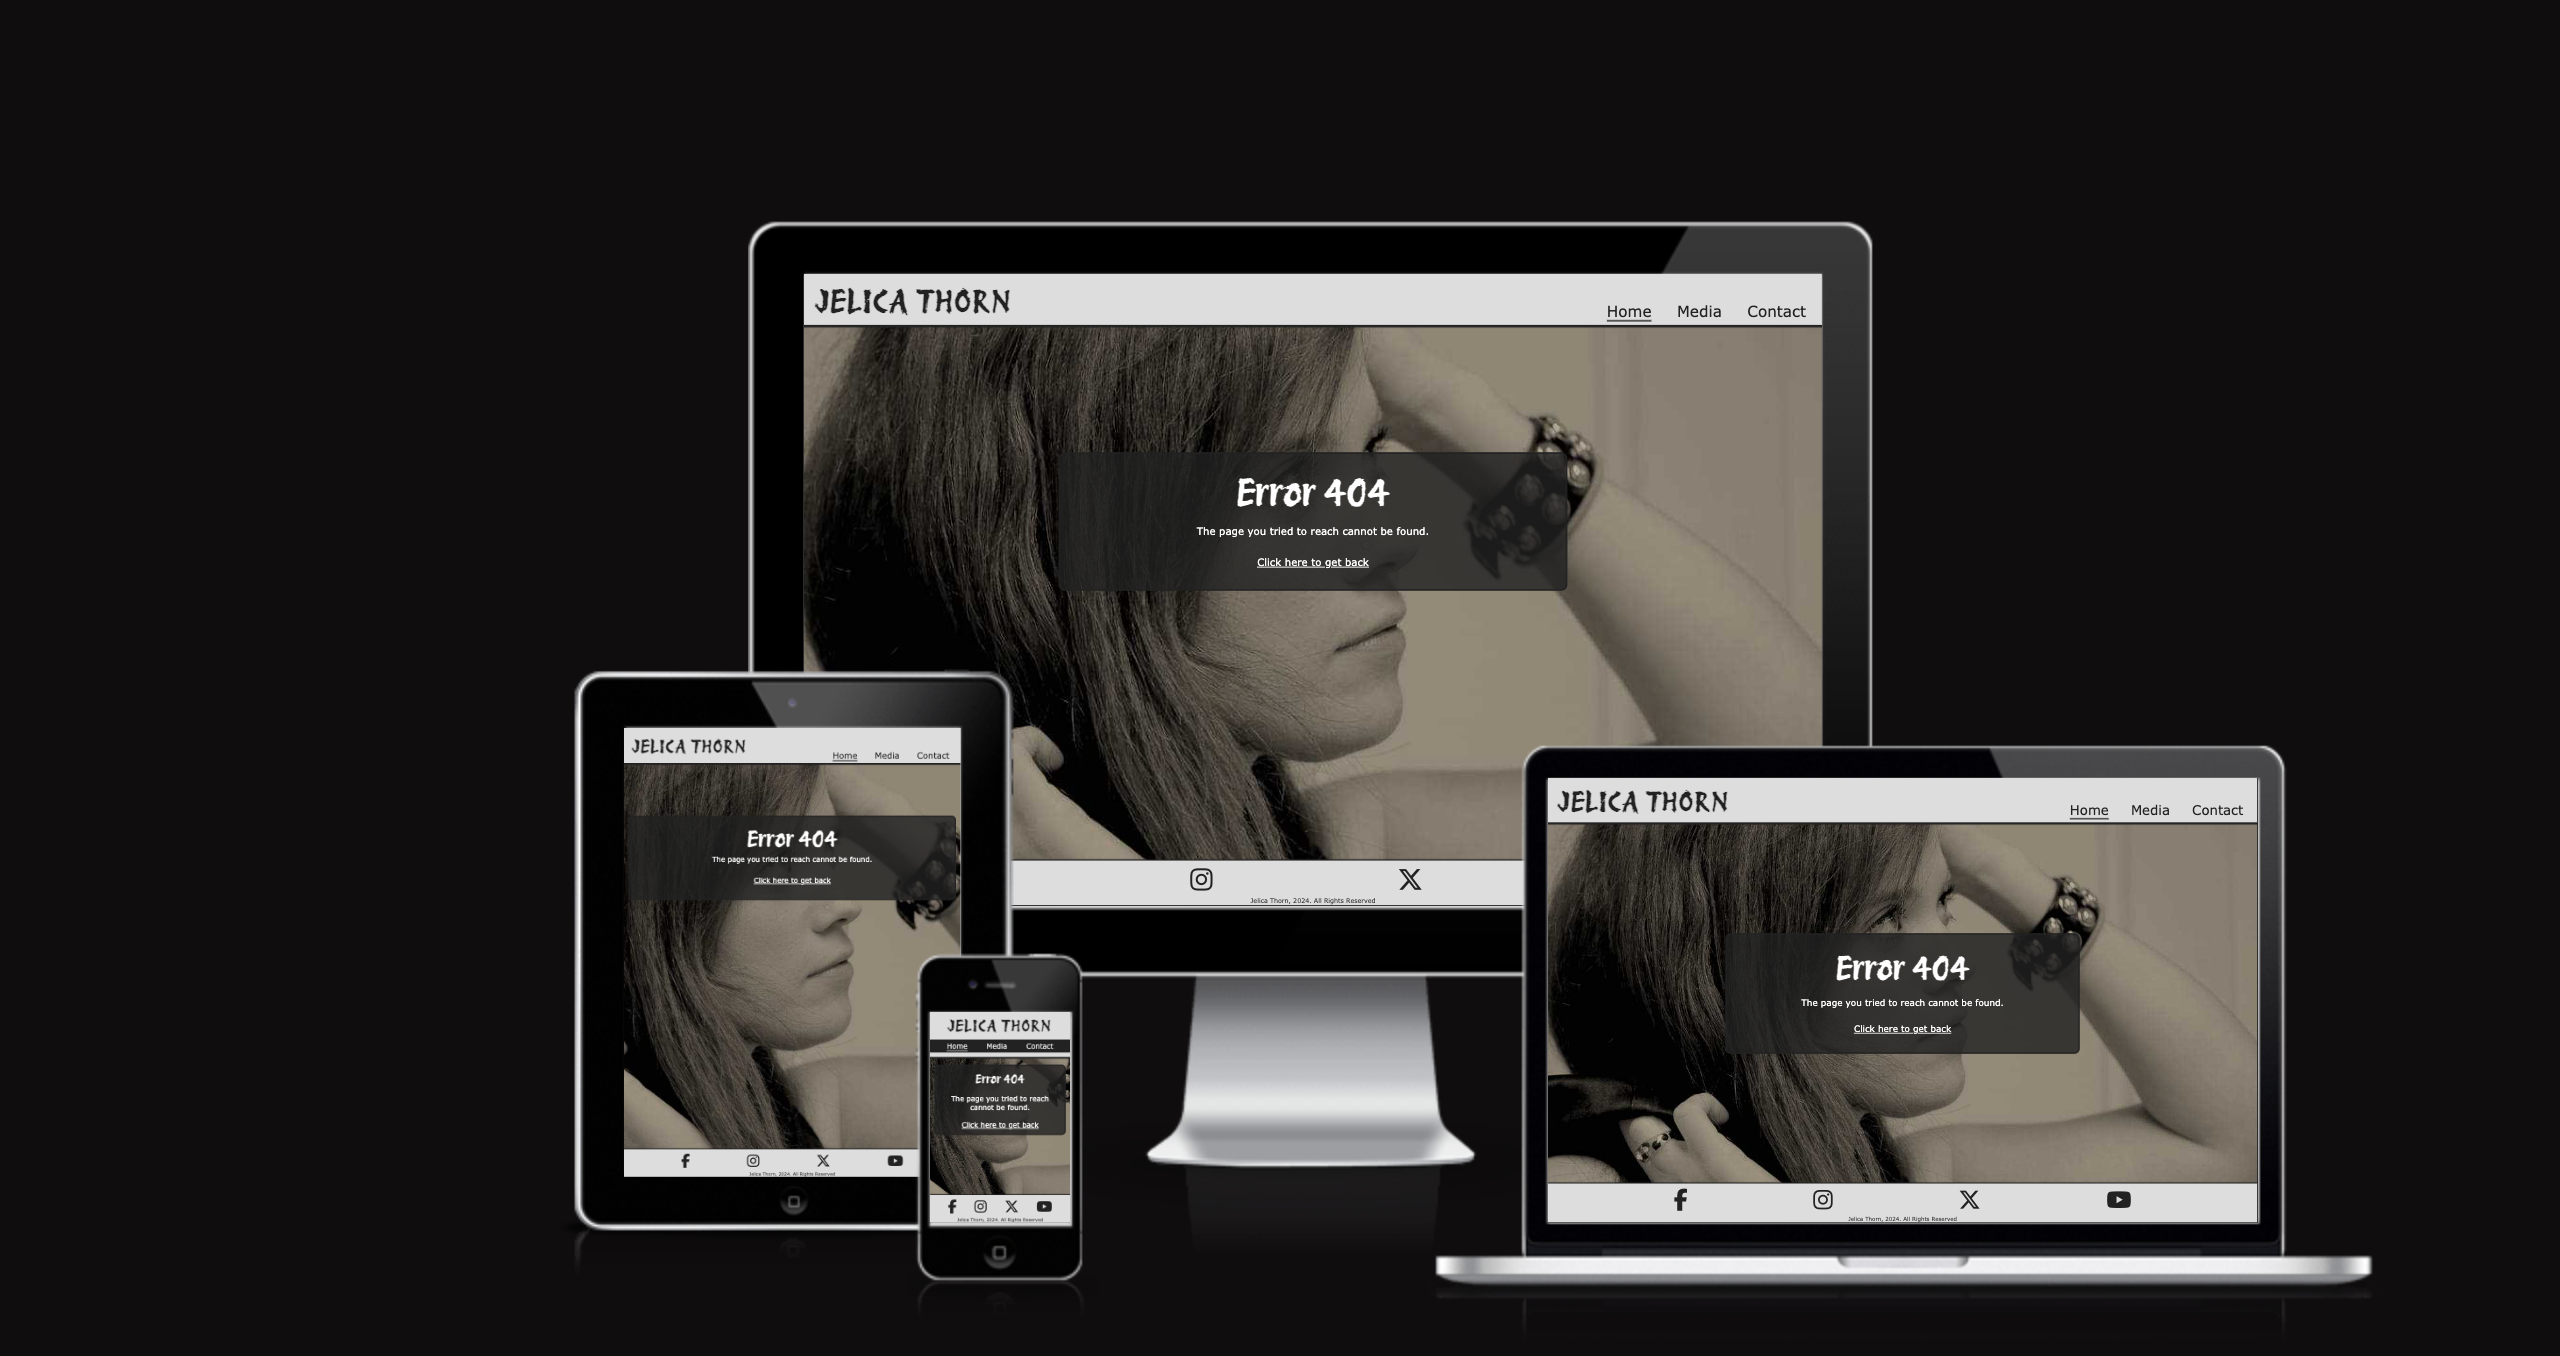 JELICA THORN
Home Media Contact
Error 404
The page you tried to reach cannot be found.
Click here to get back
Jelica Thorn, 2024. All Rights Reserved
JELICA THORN
Home Media Contact
Error 404
The page you tried to reach cannot be found.
Click here to get back
Jelica Thorn, 2024. All Rights Reserved
JELICA THORN
Home Media Contact
Error 404
The page you tried to reach
cannot be found.
Click here to get back
Jelica Thorn, 2024. All Rights Reserved
JELICA THORN
Home Media Contact
Error 404
The page you tried to reach cannot be found.
Click here to get back
Jelica Thorn, 2024. All Rights Reserved